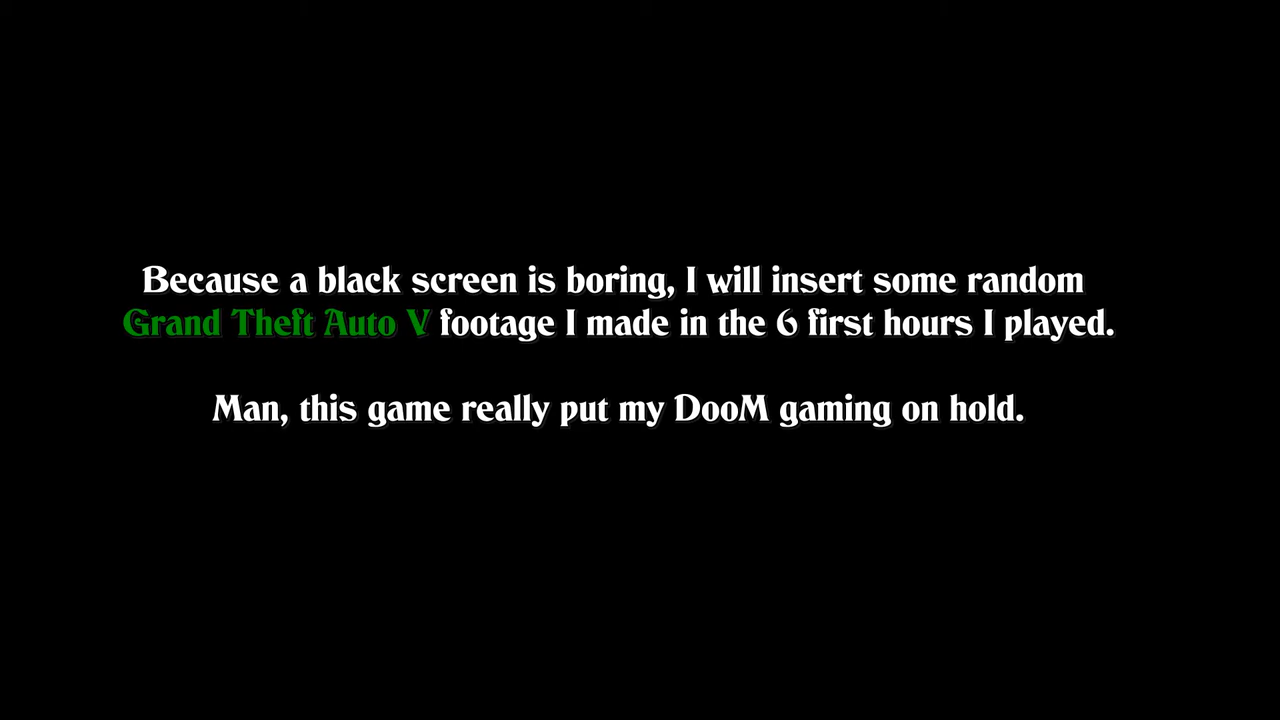 Because a black screen is boring, I will insert some random
Grand Theft Auto V footage I made in the 6 first hours I played.
Man, this game really put my DooM gaming on hold.